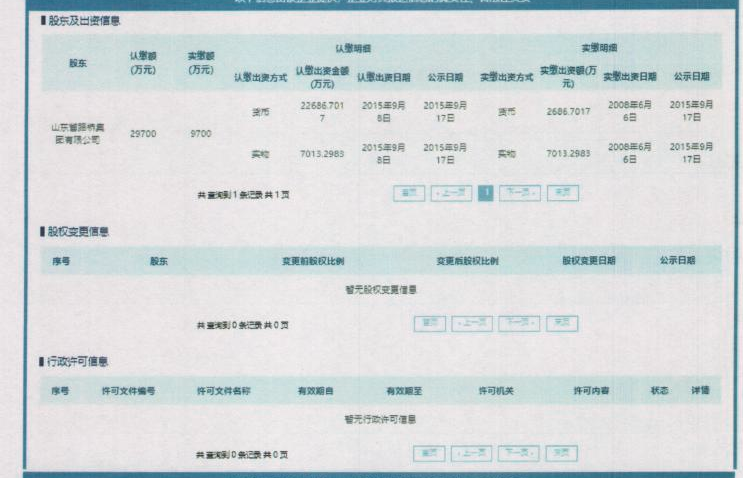 股东及出资信息
股东 认缴额(万元) 实缴额(万元) 认缴明细 实缴明细
认缴出资方式 认缴出资金额(万元) 认缴出资日期 公示日期 实缴出资方式 实缴出资额(万元) 实缴出资日期 公示日期
山东省路桥集团有限公司 29700 9700
货币 22686.7017 2015年9月8日 2015年9月17日 货币 2686.7017 2008年6月6日 2015年9月17日
实物 7013.2983 2015年9月8日 2015年9月17日 实物 7013.2983 2008年6月6日 2015年9月17日
共查询到1条记录 共1页 首页 上一页 1 下一页 末页
股权变更信息
序号 股东 变更前股权比例 变更后股权比例 股权变更日期 公示日期
暂无股权变更信息
共查询到0条记录 共0页 首页 上一页 下一页 末页
行政许可信息
序号 许可文件编号 许可文件名称 有效期自 有效期至 许可机关 许可内容 状态 详情
暂无行政许可信息
共查询到0条记录 共0页 首页 上一页 下一页 末页